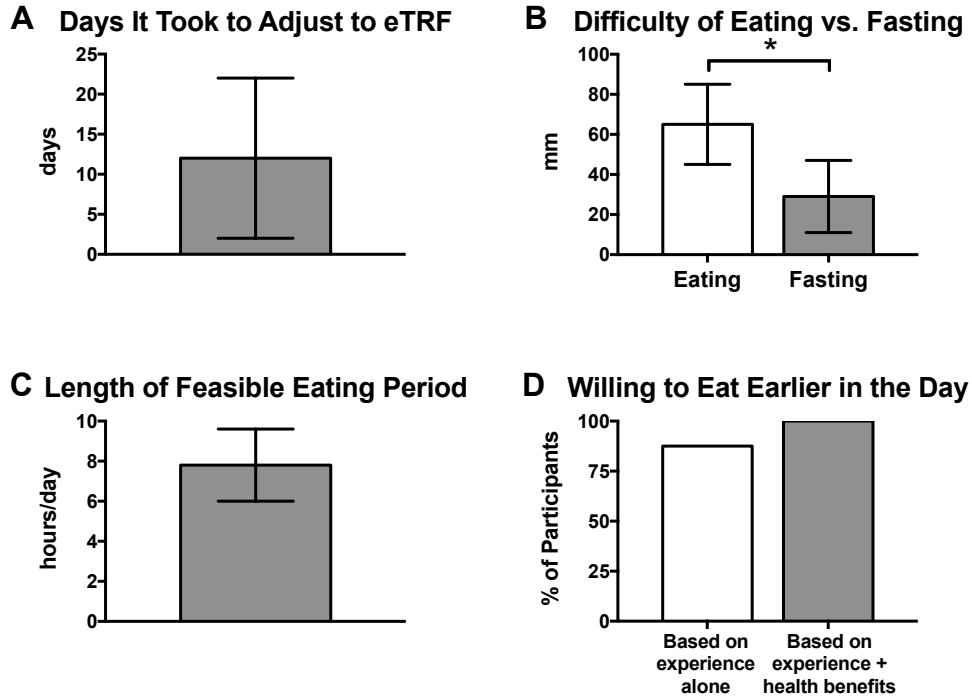 A Days It Took to Adjust to eTRF
25
20
15
10
5
0
days
B Difficulty of Eating vs. Fasting
*
100
80
60
40
20
0
mm
Eating Fasting
C Length of Feasible Eating Period
10
8
6
4
2
0
hours/day
D Willing to Eat Earlier in the Day
100
75
50
25
0
% of Participants
Based on
experience
alone
Based on
experience +
health benefits